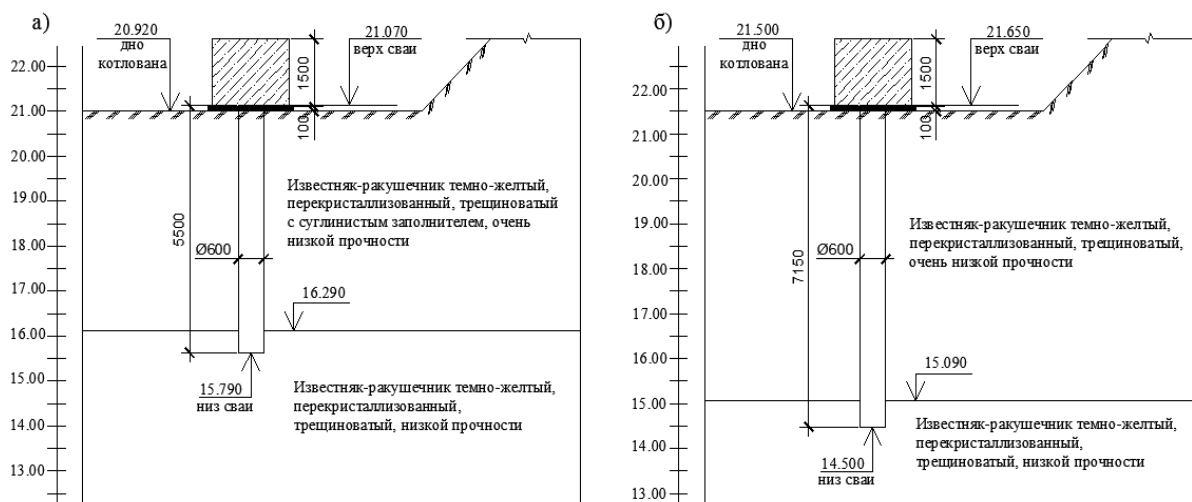 а)
20.920
дно
котлована
21.070
верх сваи
1500
100
22.00
21.00
20.00
19.00
18.00
17.00
16.00
15.00
14.00
13.00
5500
Ø600
Известняк-ракушечник темно-желтый,
перекристаллизованный, трещиноватый
с суглинистым заполнителем, очень
низкой прочности
16.290
15.790
низ сваи
Известняк-ракушечник темно-желтый,
перекристаллизованный,
трещиноватый, низкой прочности
б)
21.500
дно
котлована
21.650
верх сваи
1500
100
22.00
21.00
20.00
19.00
18.00
17.00
16.00
15.00
14.00
13.00
7150
Ø600
Известняк-ракушечник темно-желтый,
перекристаллизованный, трещиноватый,
очень низкой прочности
15.090
14.500
низ сваи
Известняк-ракушечник темно-желтый,
перекристаллизованный,
трещиноватый, низкой прочности